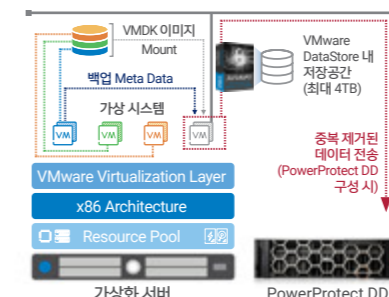 VMDK 이미지
Mount
백업 Meta Data
가상 시스템
VM
VM
VM
VM
VMware
DataStore 내
저장공간
(최대 4TB)
중복 제거된
데이터 전송
(PowerProtect DD
구성 시)
VMware Virtualization Layer
x86 Architecture
Resource Pool
가상화 서버
PowerProtect DD